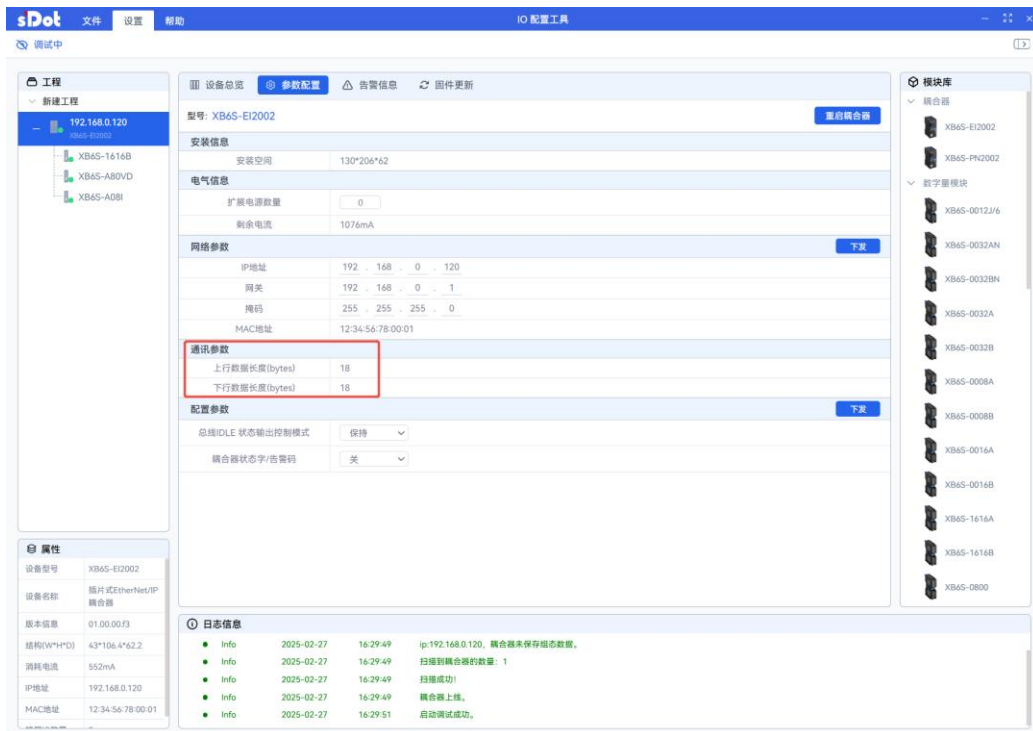 sDot 文件 设置 帮助 IO 配置工具
调试中
工程
新建工程
192.168.0.120
XB6S-EI2002
XB6S-1616B
XB6S-A80VD
XB6S-A08I
设备总览 参数配置 告警信息 固件更新
型号: XB6S-EI2002 重启耦合器
安装信息
安装空间 130*206*62
电气信息
扩展电源数量 0
剩余电流 1076mA
网络参数 下发
IP地址 192 . 168 . 0 . 120
网关 192 . 168 . 0 . 1
掩码 255 . 255 . 255 . 0
MAC地址 12:34:56:78:00:01
通讯参数
上行数据长度(bytes) 18
下行数据长度(bytes) 18
配置参数 下发
总线IDLE 状态输出控制模式 保持
耦合器状态字/告警码 关
模块库
耦合器
XB6S-EI2002
XB6S-PN2002
数字量模块
XB6S-0012J/6
XB6S-0032AN
XB6S-0032BN
XB6S-0032A
XB6S-0032B
XB6S-0008A
XB6S-0008B
XB6S-0016A
XB6S-0016B
XB6S-1616A
XB6S-1616B
XB6S-0800
属性
设备型号 XB6S-EI2002
设备名称 插片式EtherNet/IP
耦合器
版本信息 01.00.00.f3
结构(W*H*D) 43*106.4*62.2
消耗电流 552mA
IP地址 192.168.0.120
MAC地址 12:34:56:78:00:01
日志信息
Info 2025-02-27 16:29:49 ip:192.168.0.120，耦合器未保存组态数据。
Info 2025-02-27 16:29:49 扫描到耦合器的数量：1
Info 2025-02-27 16:29:49 扫描成功!
Info 2025-02-27 16:29:49 耦合器上线。
Info 2025-02-27 16:29:51 启动调试成功。